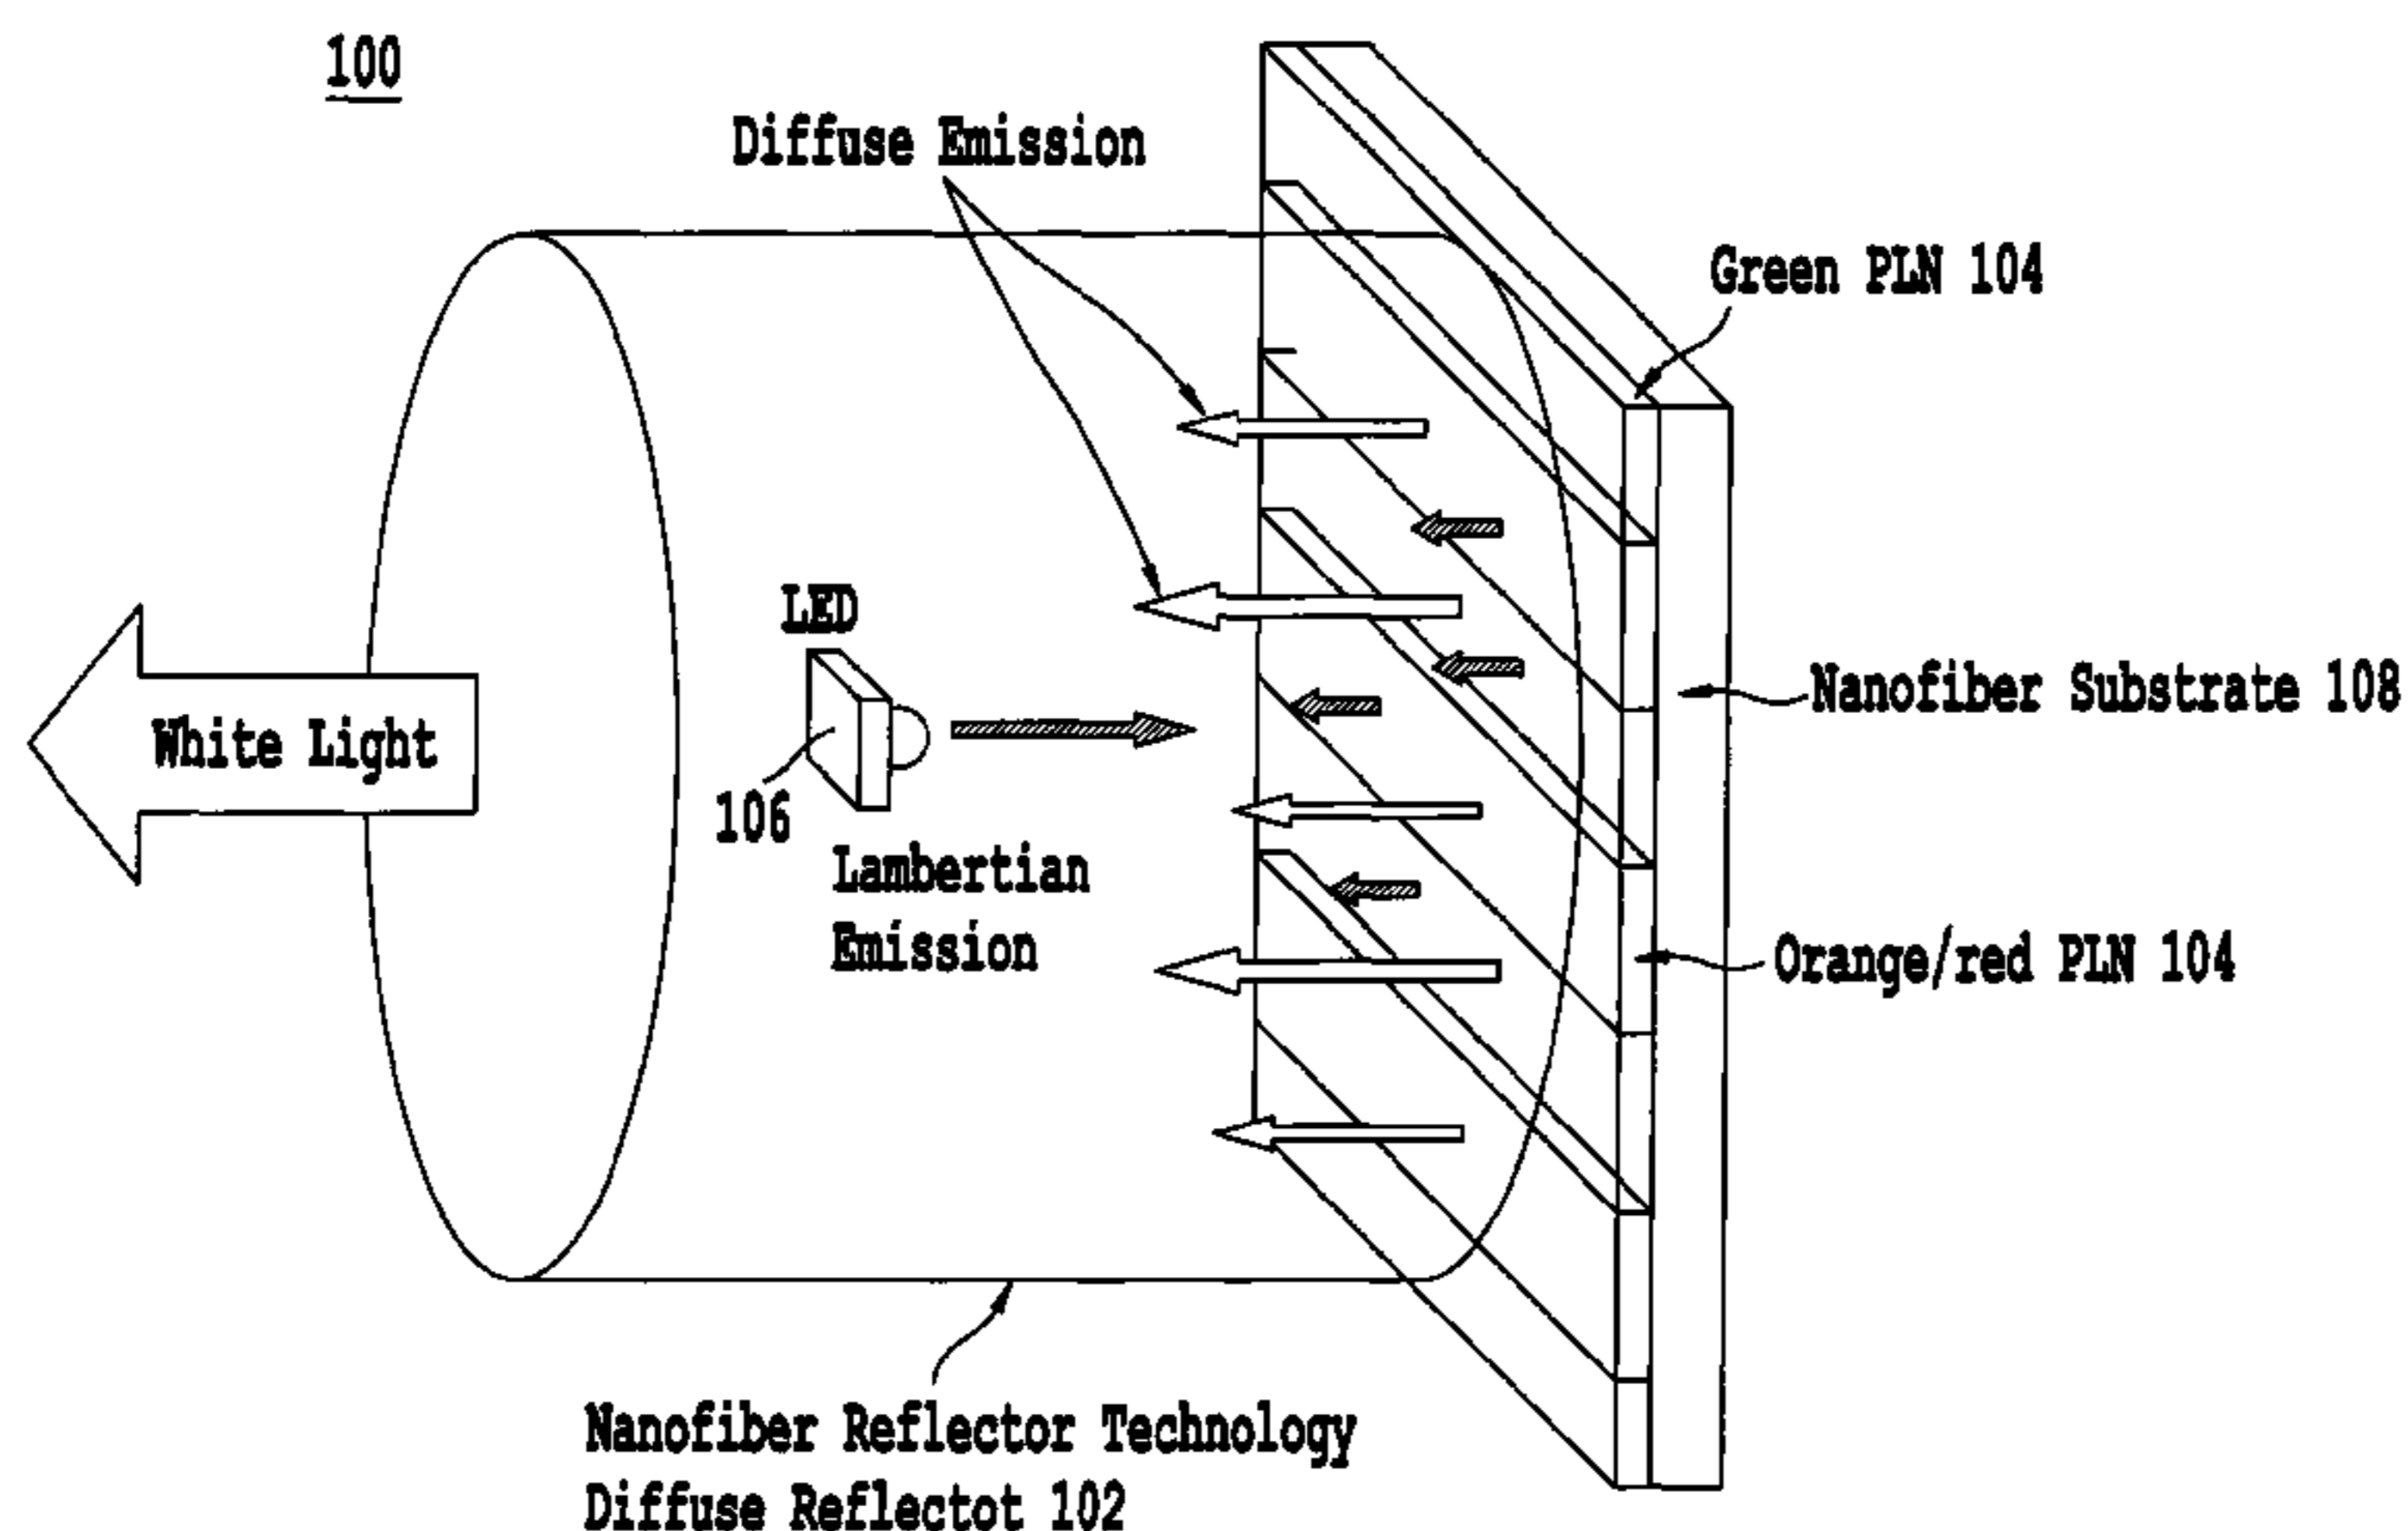 100
Diffuse Emission
Green PLN 104
LED
Nanofiber Substrate 108
White Light
106
Lambertian
Emission
Orange/red PLN 104
Nanofiber Reflector Technology
Diffuse Reflectot 102